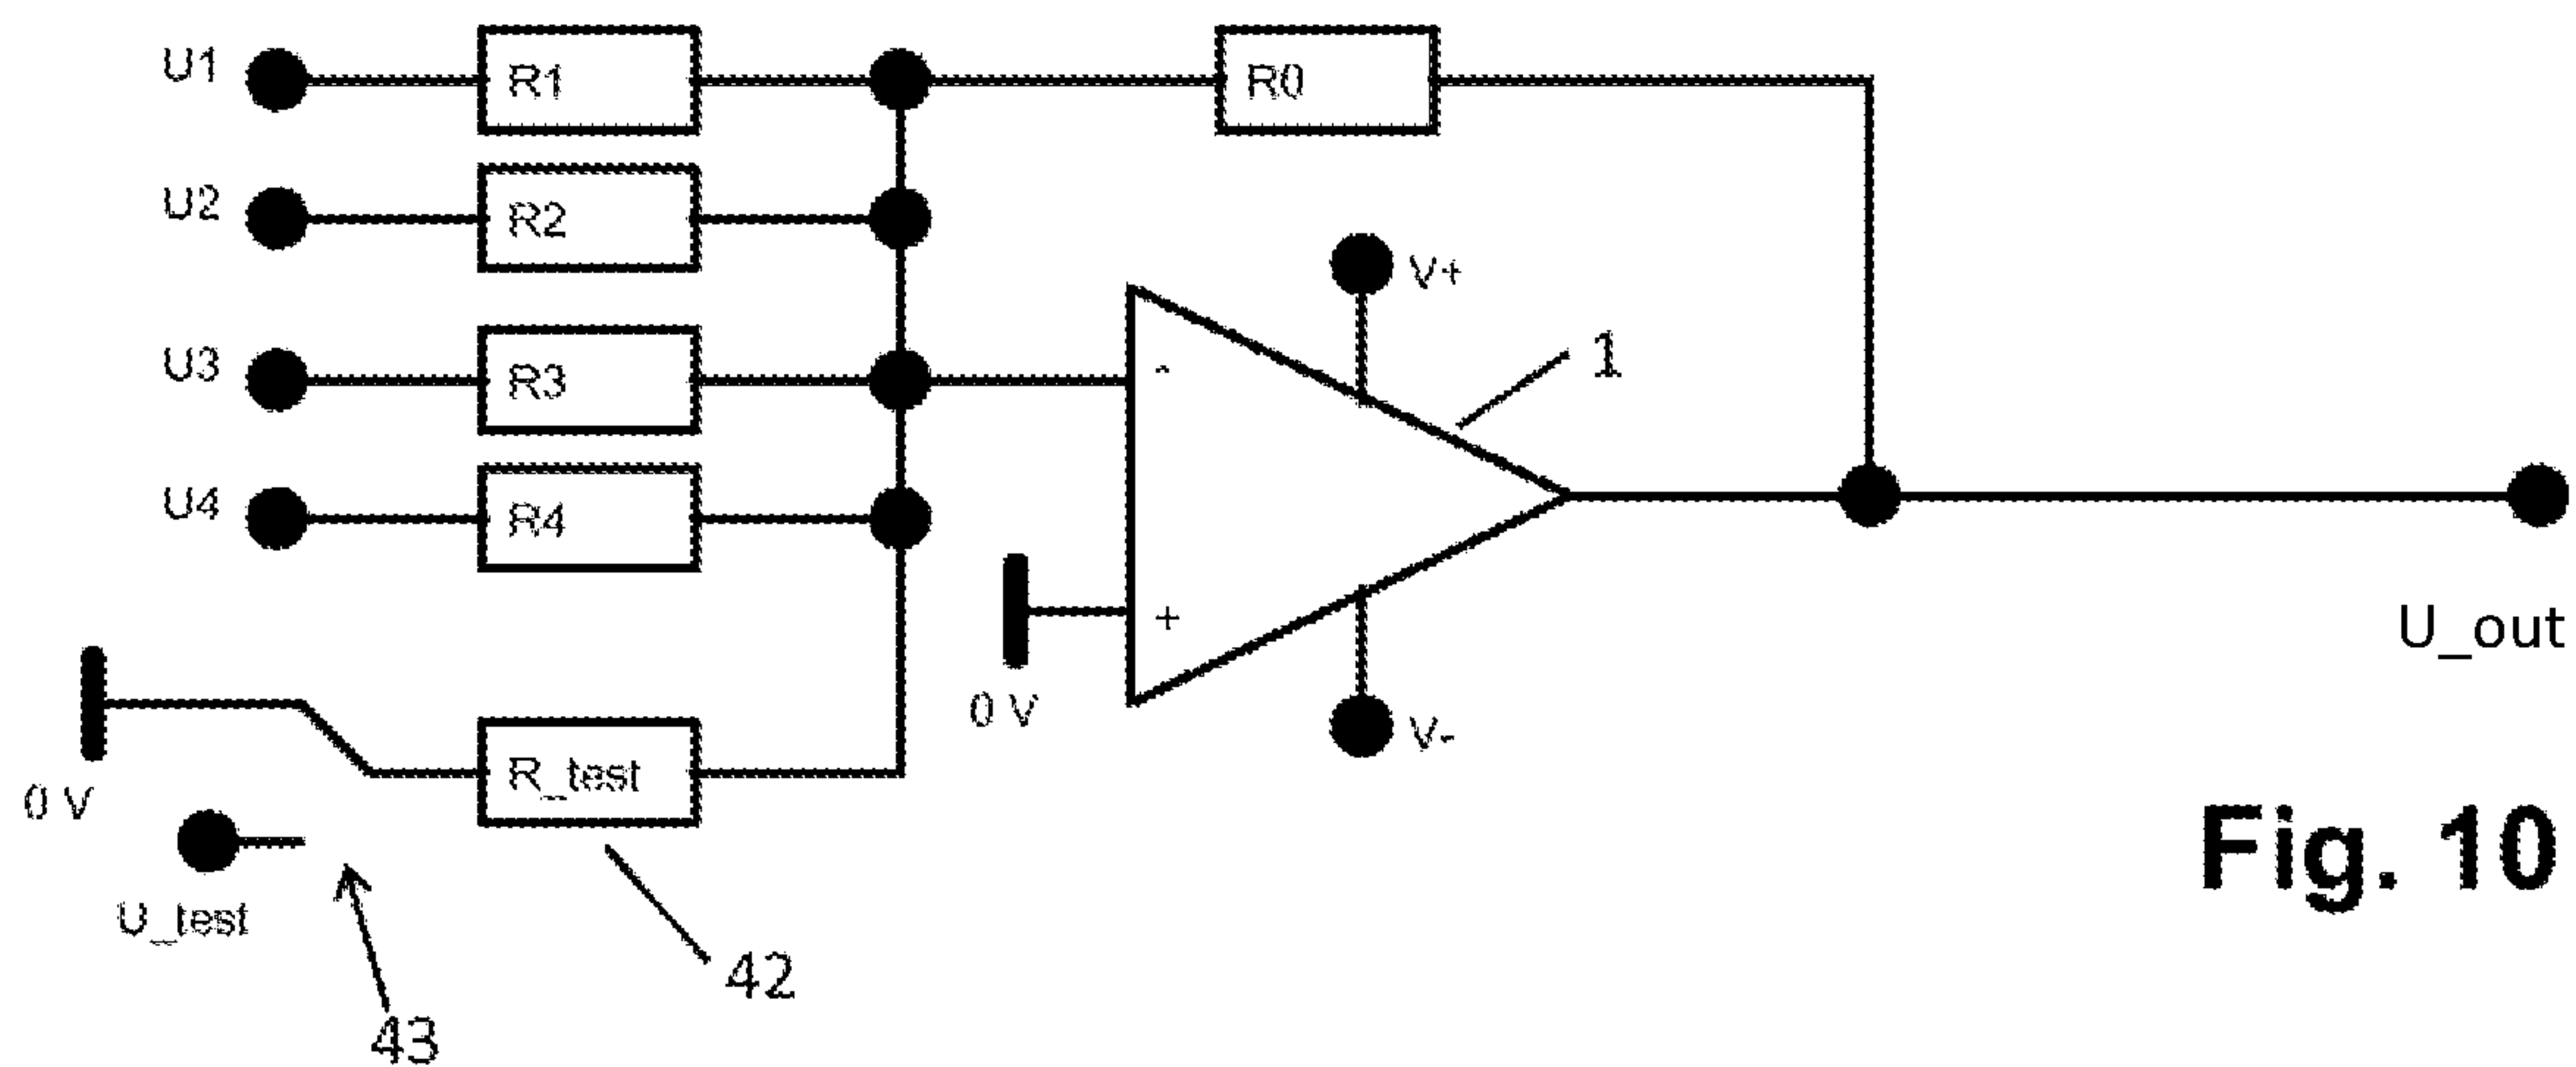 U1
R1
R0
U2
R2
V+
1
U3
R3
-
U4
R4
+
0 V
U_out
V-
0 V
R_test
U_test
42
43
Fig. 10